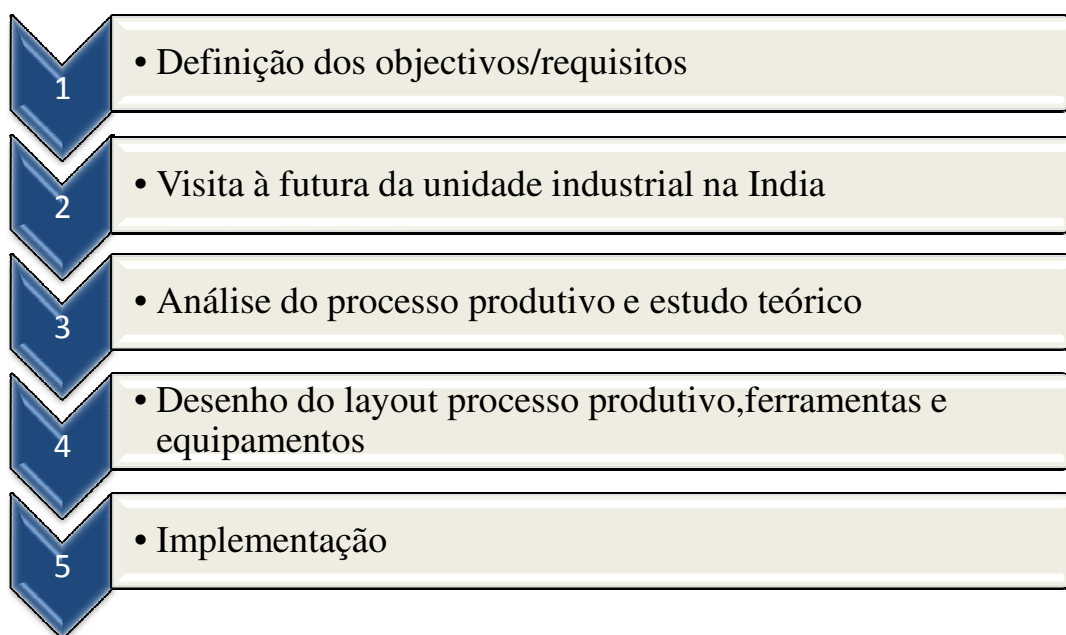 1
• Definição dos objectivos/requisitos
2
• Visita à futura da unidade industrial na India
3
• Análise do processo produtivo e estudo teórico
4
• Desenho do layout processo produtivo,ferramentas e
equipamentos
5
• Implementação